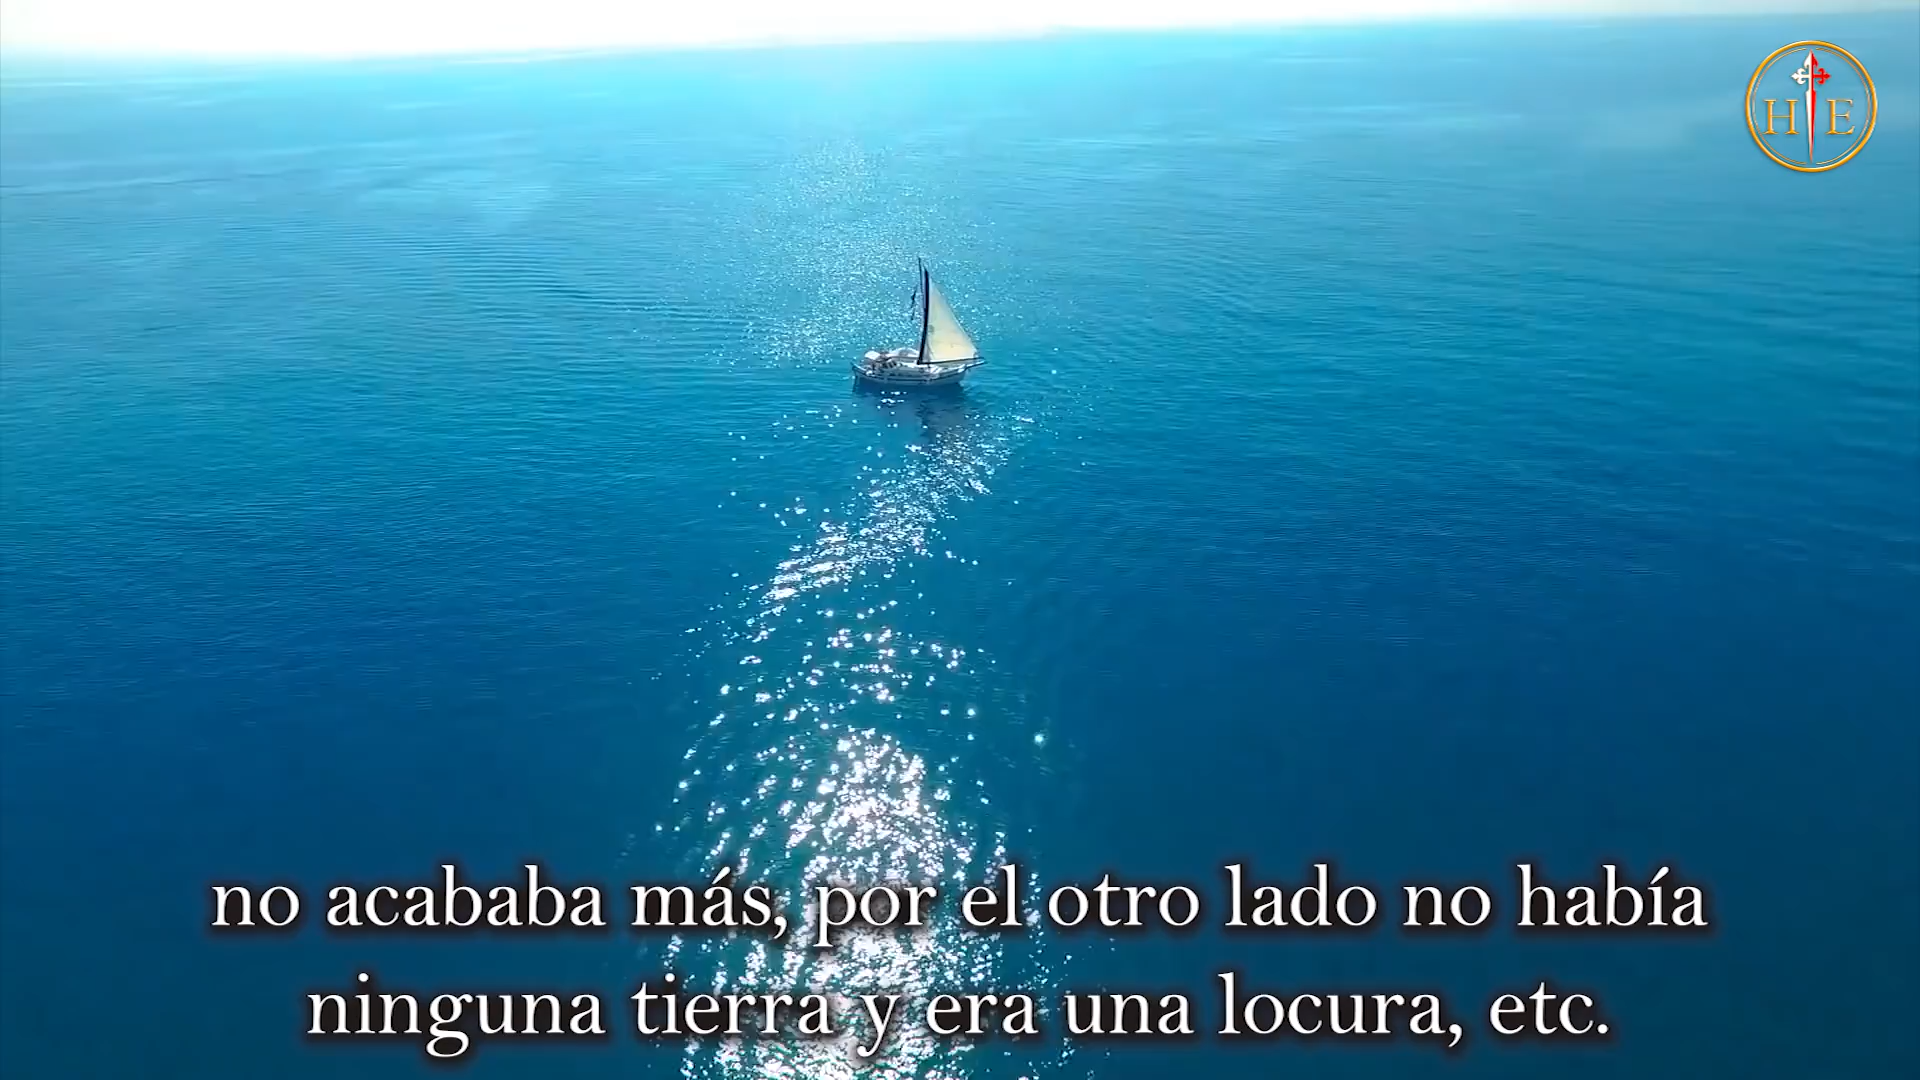 H E
no acababa más, por el otro lado no había
ninguna tierra y era una locura, etc.